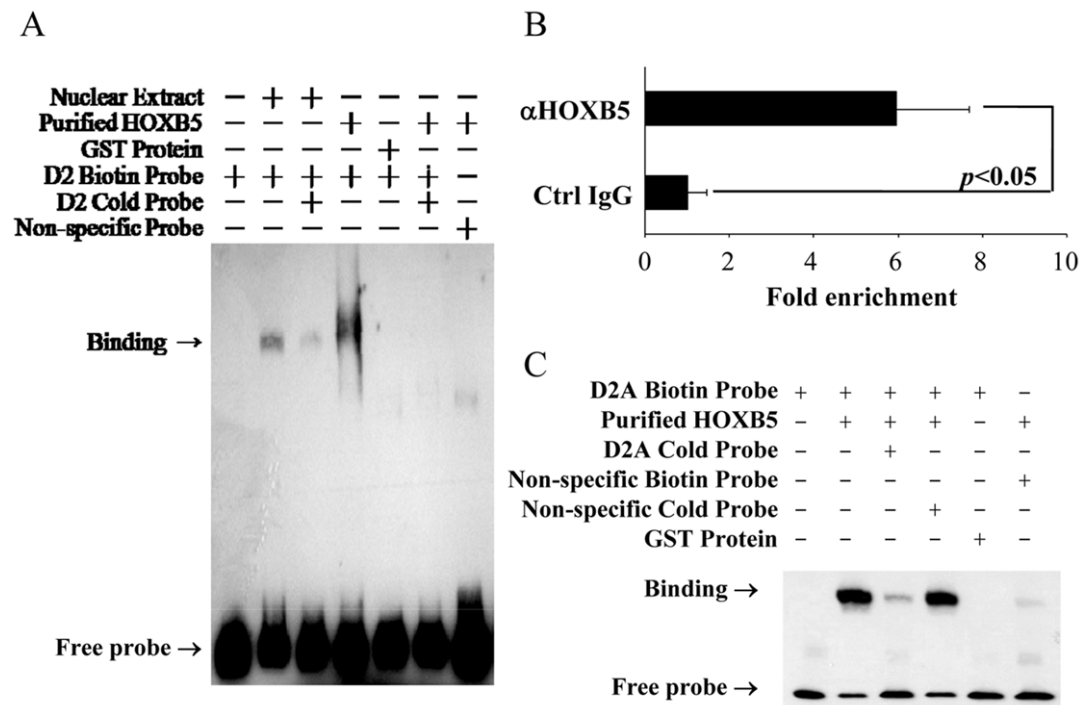 A
Nuclear Extract − + + − − − −
Purified HOXB5 − − − + − + +
GST Protein − − − − + − −
D2 Biotin Probe + + + + + + −
D2 Cold Probe − − + − − + −
Non-specific Probe − − − − − − +
Binding →
Free probe →
B
αHOXB5
Ctrl IgG
p<0.05
0 2 4 6 8 10
Fold enrichment
C
D2A Biotin Probe + + + + + −
Purified HOXB5 − + + + − +
D2A Cold Probe − − + − − −
Non-specific Biotin Probe − − − − − +
Non-specific Cold Probe − − − + − −
GST Protein − − − − + −
Binding →
Free probe →